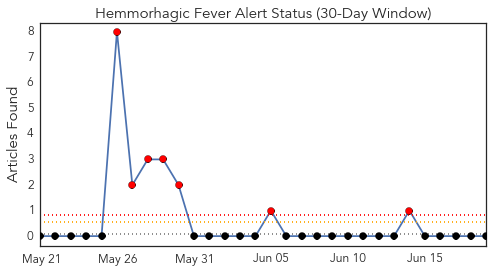 Hemmorhagic Fever Alert Status (30-Day Window)
Articles Found
8
7
6
5
4
3
2
1
0
May 21
May 26
May 31
Jun 05
Jun 10
Jun 15